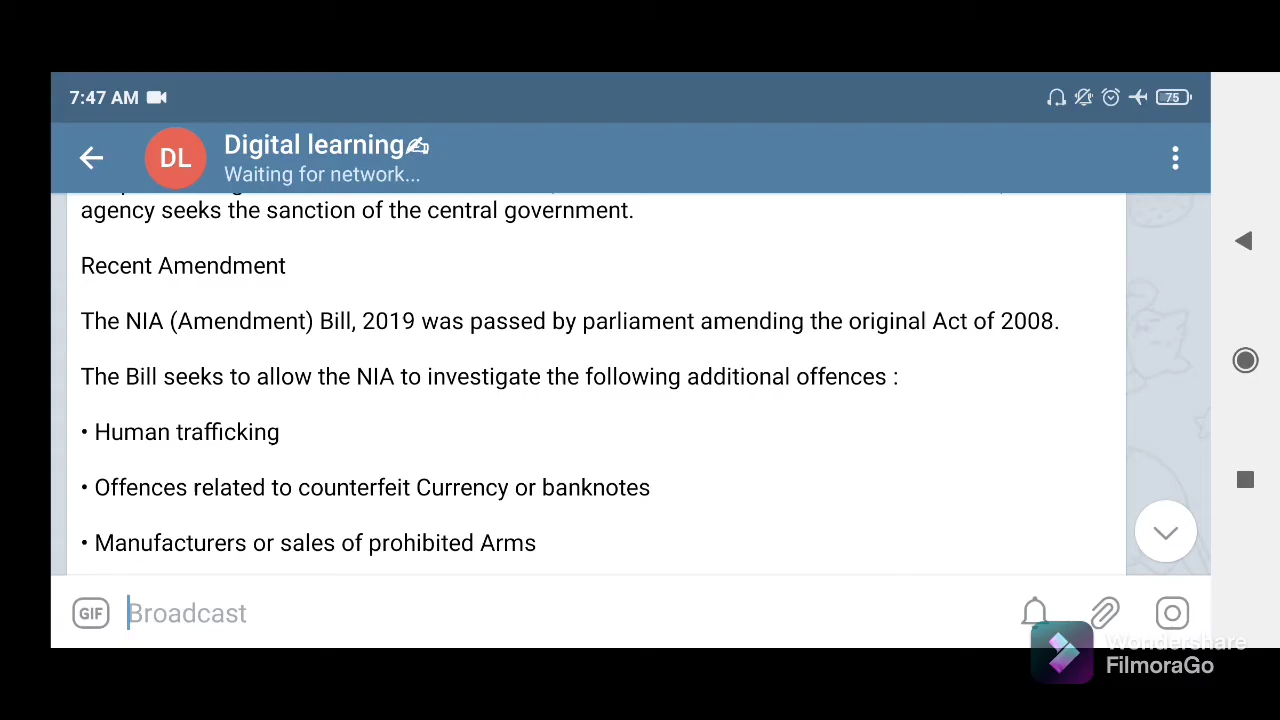 7:47 AM
75
DL
Digital learning✍
Waiting for network...
agency seeks the sanction of the central government.
Recent Amendment
The NIA (Amendment) Bill, 2019 was passed by parliament amending the original Act of 2008.
The Bill seeks to allow the NIA to investigate the following additional offences :
• Human trafficking
• Offences related to counterfeit Currency or banknotes
• Manufacturers or sales of prohibited Arms
GIF
Broadcast
Wondershare
FilmoraGo